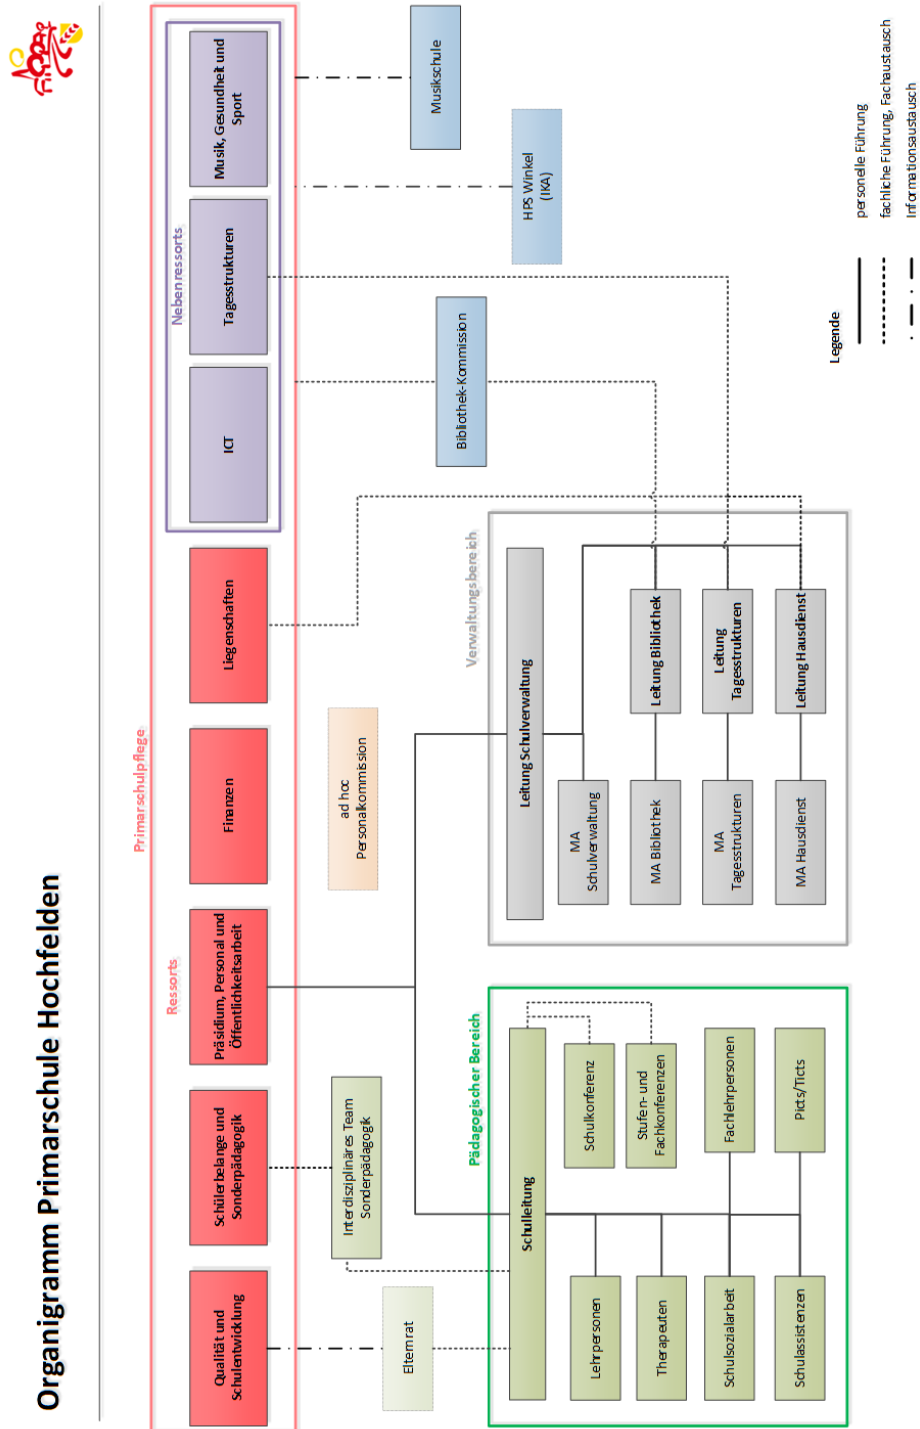 Organigramm Primarschule Hochfelden
Primarschulpflege
Ressorts
Nebenressorts
Qualität und
Schulentwicklung
Schülerbelange und
Sonderpädagogik
Präsidium, Personal und
Öffentlichkeitsarbeit
Finanzen
Liegenschaften
ICT
Tagesstrukturen
Musik, Gesundheit und
Sport
Elternrat
Interdisziplinäres Team
Sonderpädagogik
ad hoc
Personalkommission
Bibliothek-Kommission
HPS Winkel
(IKA)
Musikschule
Pädagogischer Bereich
Schulleitung
Schulkonferenz
Stufen- und
Fachkonferenzen
Lehrpersonen
Therapeuten
Schulsozialarbeit
Fachlehrpersonen
Schulassistenzen
Picts/Ticts
Verwaltungsbereich
Leitung Schulverwaltung
MA
Schulverwaltung
MA Bibliothek
Leitung Bibliothek
MA
Tagesstrukturen
Leitung
Tagesstrukturen
MA Hausdienst
Leitung Hausdienst
Legende
personelle Führung
fachliche Führung, Fachaustausch
Informationsaustausch